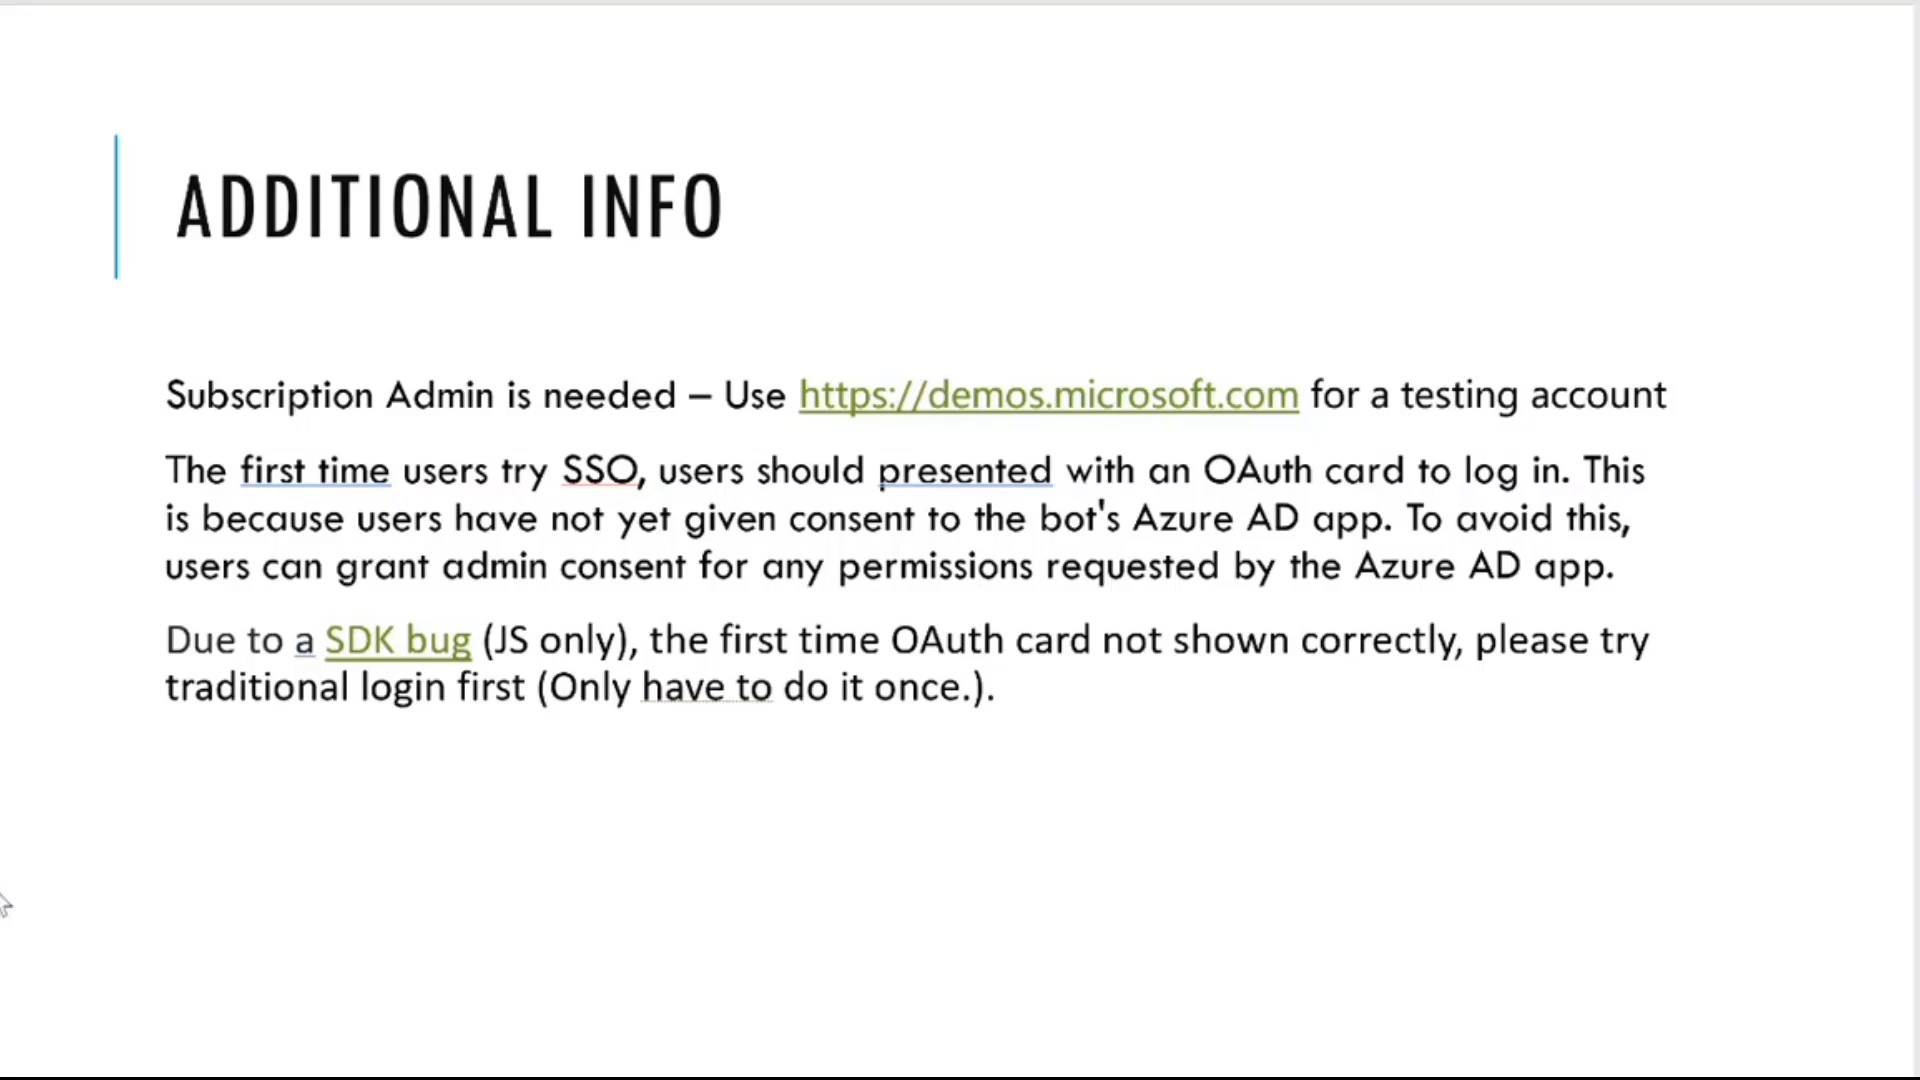 ADDITIONAL INFO
Subscription Admin is needed – Use https://demos.microsoft.com for a testing account
The first time users try SSO, users should presented with an OAuth card to log in. This
is because users have not yet given consent to the bot's Azure AD app. To avoid this,
users can grant admin consent for any permissions requested by the Azure AD app.
Due to a SDK bug (JS only), the first time OAuth card not shown correctly, please try
traditional login first (Only have to do it once.).